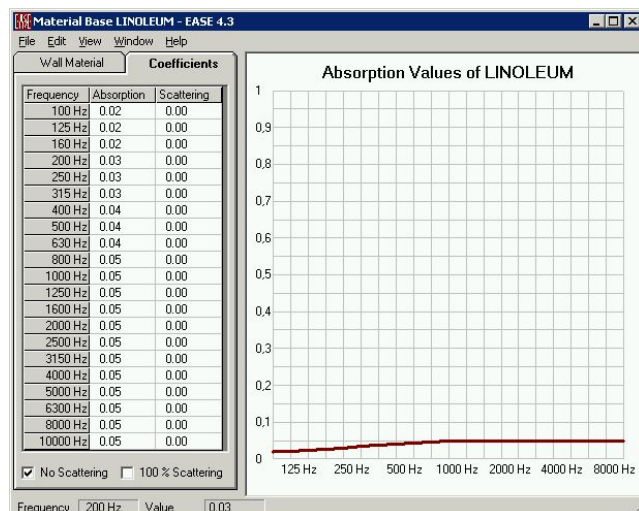 Material Base LINOLEUM - EASE 4.3
File Edit View Window Help
Wall Material Coefficients
Frequency Absorption Scattering
100 Hz 0.02 0.00
125 Hz 0.02 0.00
160 Hz 0.02 0.00
200 Hz 0.03 0.00
250 Hz 0.03 0.00
315 Hz 0.03 0.00
400 Hz 0.04 0.00
500 Hz 0.04 0.00
630 Hz 0.04 0.00
800 Hz 0.05 0.00
1000 Hz 0.05 0.00
1250 Hz 0.05 0.00
1600 Hz 0.05 0.00
2000 Hz 0.05 0.00
2500 Hz 0.05 0.00
3150 Hz 0.05 0.00
4000 Hz 0.05 0.00
5000 Hz 0.05 0.00
6300 Hz 0.05 0.00
8000 Hz 0.05 0.00
10000 Hz 0.05 0.00
No Scattering 100 % Scattering
Frequency 200 Hz Value 0.03
Absorption Values of LINOLEUM
1
0,9
0,8
0,7
0,6
0,5
0,4
0,3
0,2
0,1
0
125 Hz 250 Hz 500 Hz 1000 Hz 2000 Hz 4000 Hz 8000 Hz